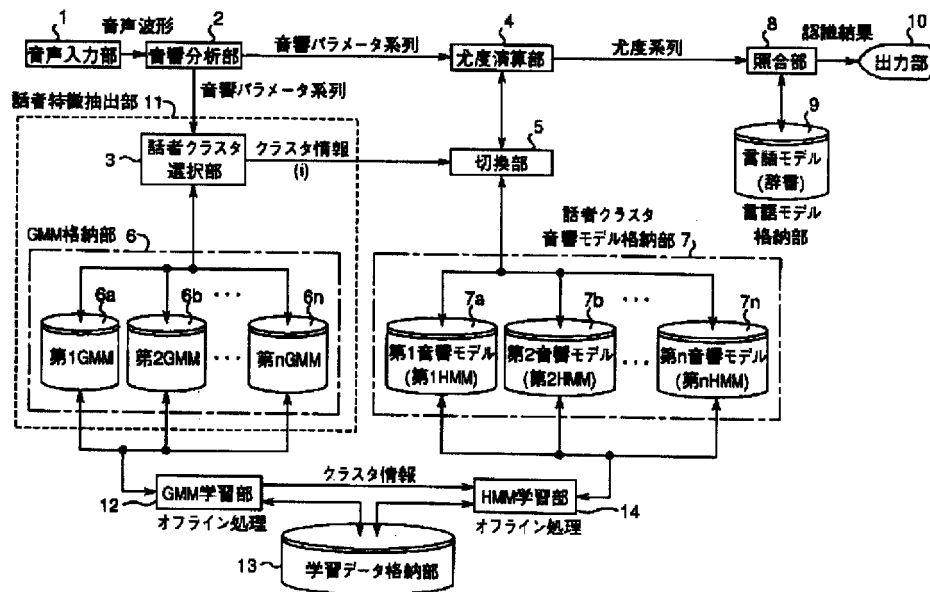 1 音声波形 2 4 8 認識結果 10
音声入力部 音響分析部 音響パラメータ系列 尤度演算部 尤度系列 照合部 出力部
音響パラメータ系列
話者特徴抽出部 11
9
3 話者クラスタ クラスタ情報 5
選択部 (i) 切換部
言語モデル
(辞書)
言語モデル
格納部
GMM格納部 6
話者クラスタ
音響モデル格納部 7
6a 6b ・・・ 6n
7a 7b ・・・ 7n
第1GMM 第2GMM ・・・ 第nGMM
第1音響モデル 第2音響モデル ・・・ 第n音響モデル
(第1HMM) (第2HMM) (第nHMM)
クラスタ情報
12 GMM学習部 HMM学習部 14
オフライン処理 オフライン処理
13 学習データ格納部